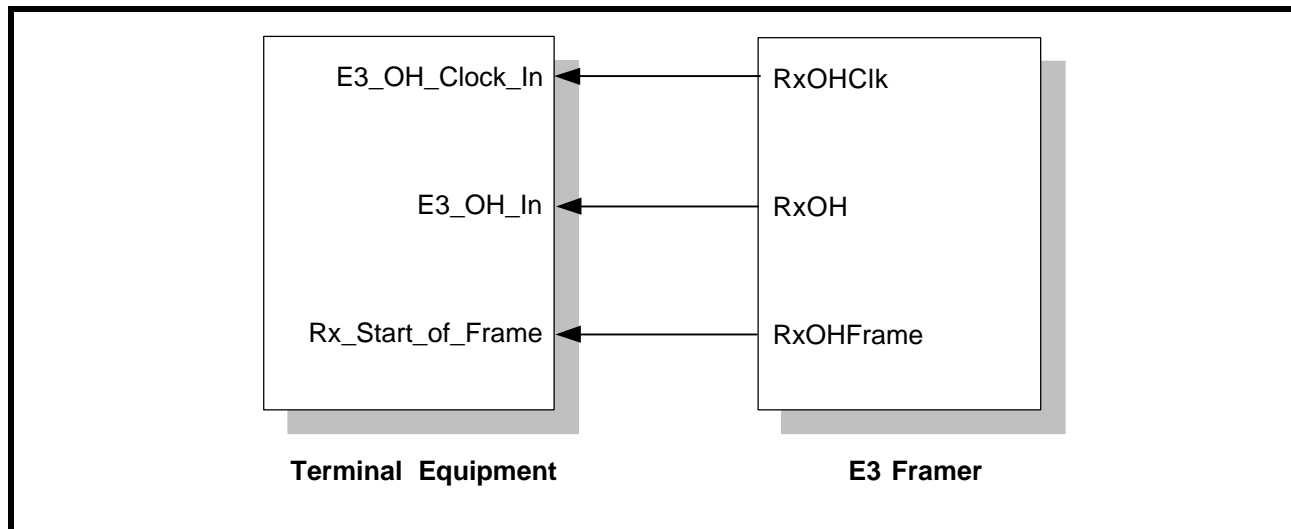 E3_OH_Clock_In
RxOHClk
E3_OH_In
RxOH
Rx_Start_of_Frame
RxOHFrame
Terminal Equipment
E3 Framer